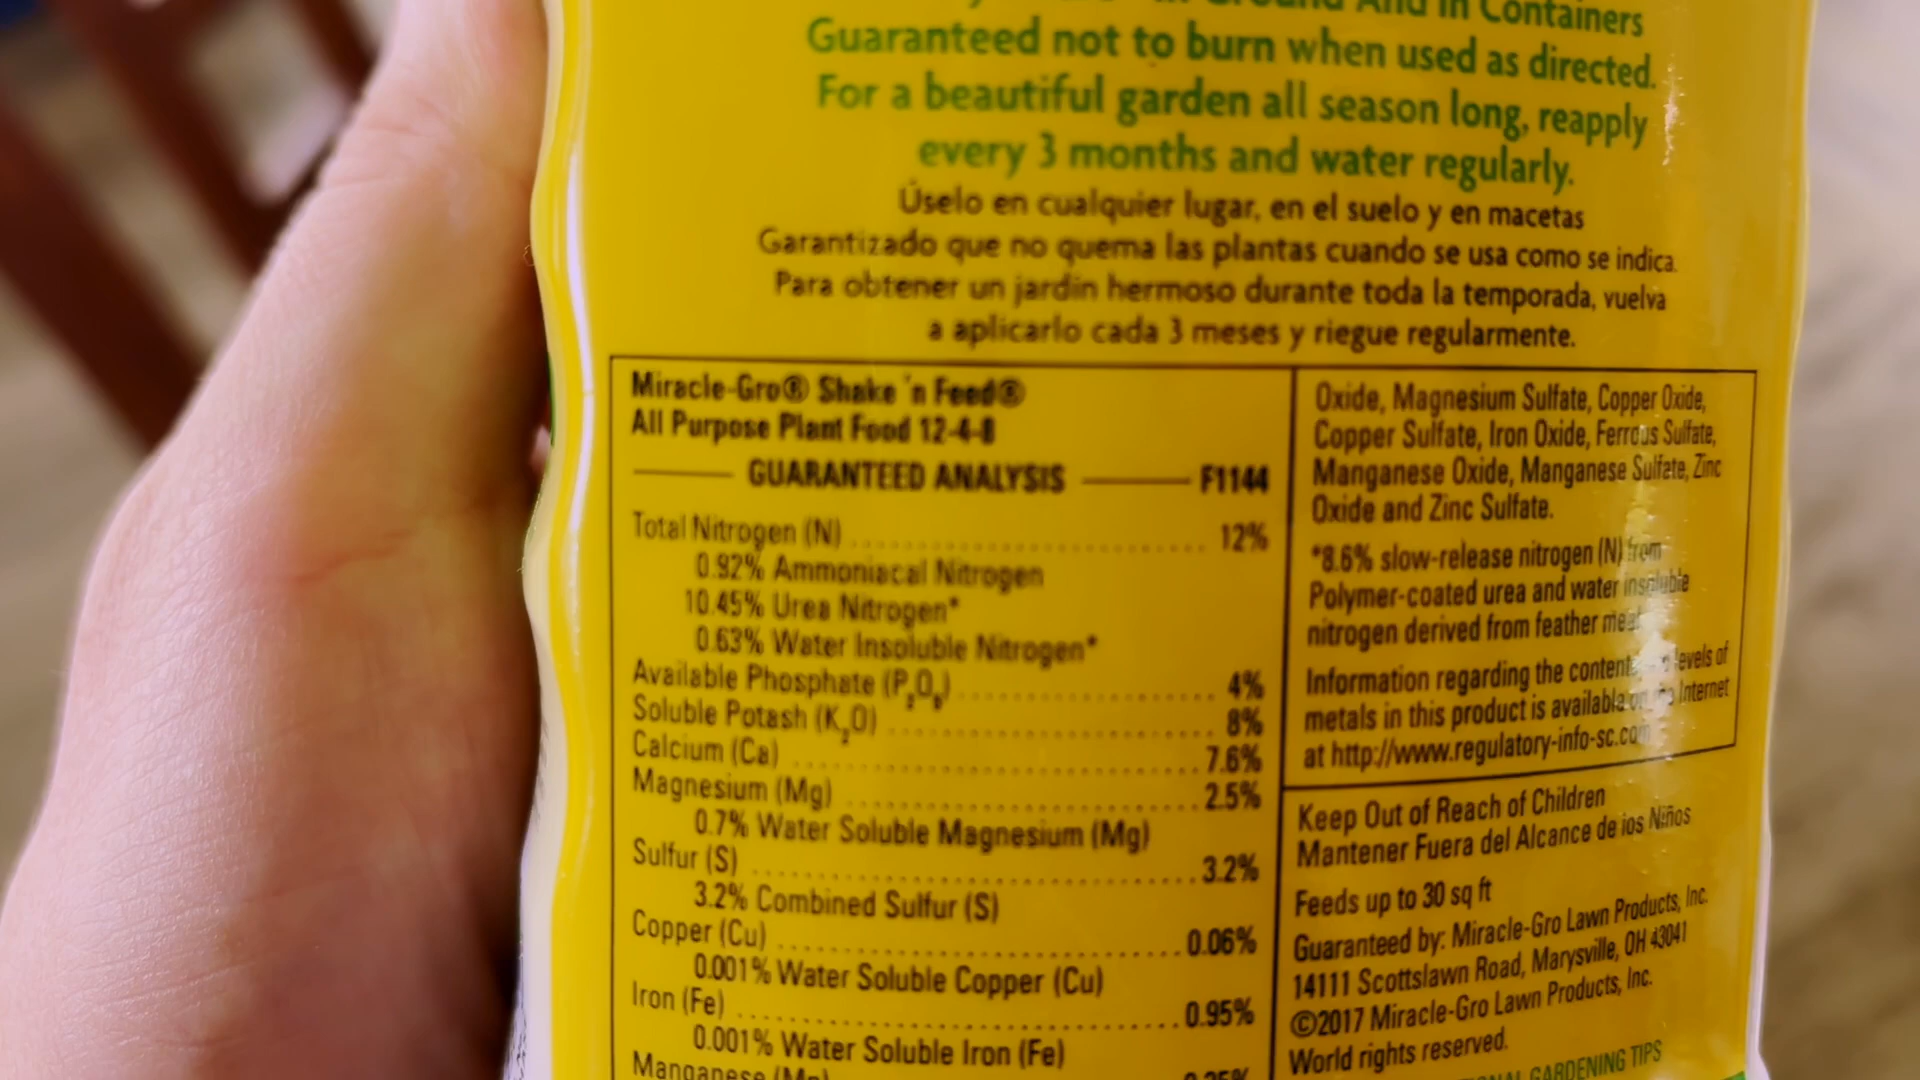 In Ground And In Containers
Guaranteed not to burn when used as directed.
For a beautiful garden all season long, reapply
every 3 months and water regularly.
Úselo en cualquier lugar, en el suelo y en macetas
Garantizado que no quema las plantas cuando se usa como se indica.
Para obtener un jardín hermoso durante toda la temporada, vuelva
a aplicarlo cada 3 meses y riegue regularmente.
Miracle-Gro® Shake 'n Feed®
All Purpose Plant Food 12-4-8
GUARANTEED ANALYSIS F1144
Total Nitrogen (N) 12%
0.92% Ammoniacal Nitrogen
10.45% Urea Nitrogen*
0.63% Water Insoluble Nitrogen*
Available Phosphate (P₂O₅) 4%
Soluble Potash (K₂O) 8%
Calcium (Ca) 7.6%
Magnesium (Mg) 2.5%
0.7% Water Soluble Magnesium (Mg)
Sulfur (S) 3.2%
3.2% Combined Sulfur (S)
Copper (Cu) 0.06%
0.001% Water Soluble Copper (Cu)
Iron (Fe) 0.95%
0.001% Water Soluble Iron (Fe)
Manganese (Mn)
Oxide, Magnesium Sulfate, Copper Oxide,
Copper Sulfate, Iron Oxide, Ferrous Sulfate,
Manganese Oxide, Manganese Sulfate, Zinc
Oxide and Zinc Sulfate.
*8.6% slow-release nitrogen (N) from
Polymer-coated urea and water insoluble
nitrogen derived from feather meal
Information regarding the contents levels of
metals in this product is available on Internet
at http://www.regulatory-info-sc.com
Keep Out of Reach of Children
Mantener Fuera del Alcance de los Niños
Feeds up to 30 sq ft
Guaranteed by: Miracle-Gro Lawn Products, Inc.
14111 Scottslawn Road, Marysville, OH 43041
©2017 Miracle-Gro Lawn Products, Inc.
World rights reserved.
GARDENING TIPS